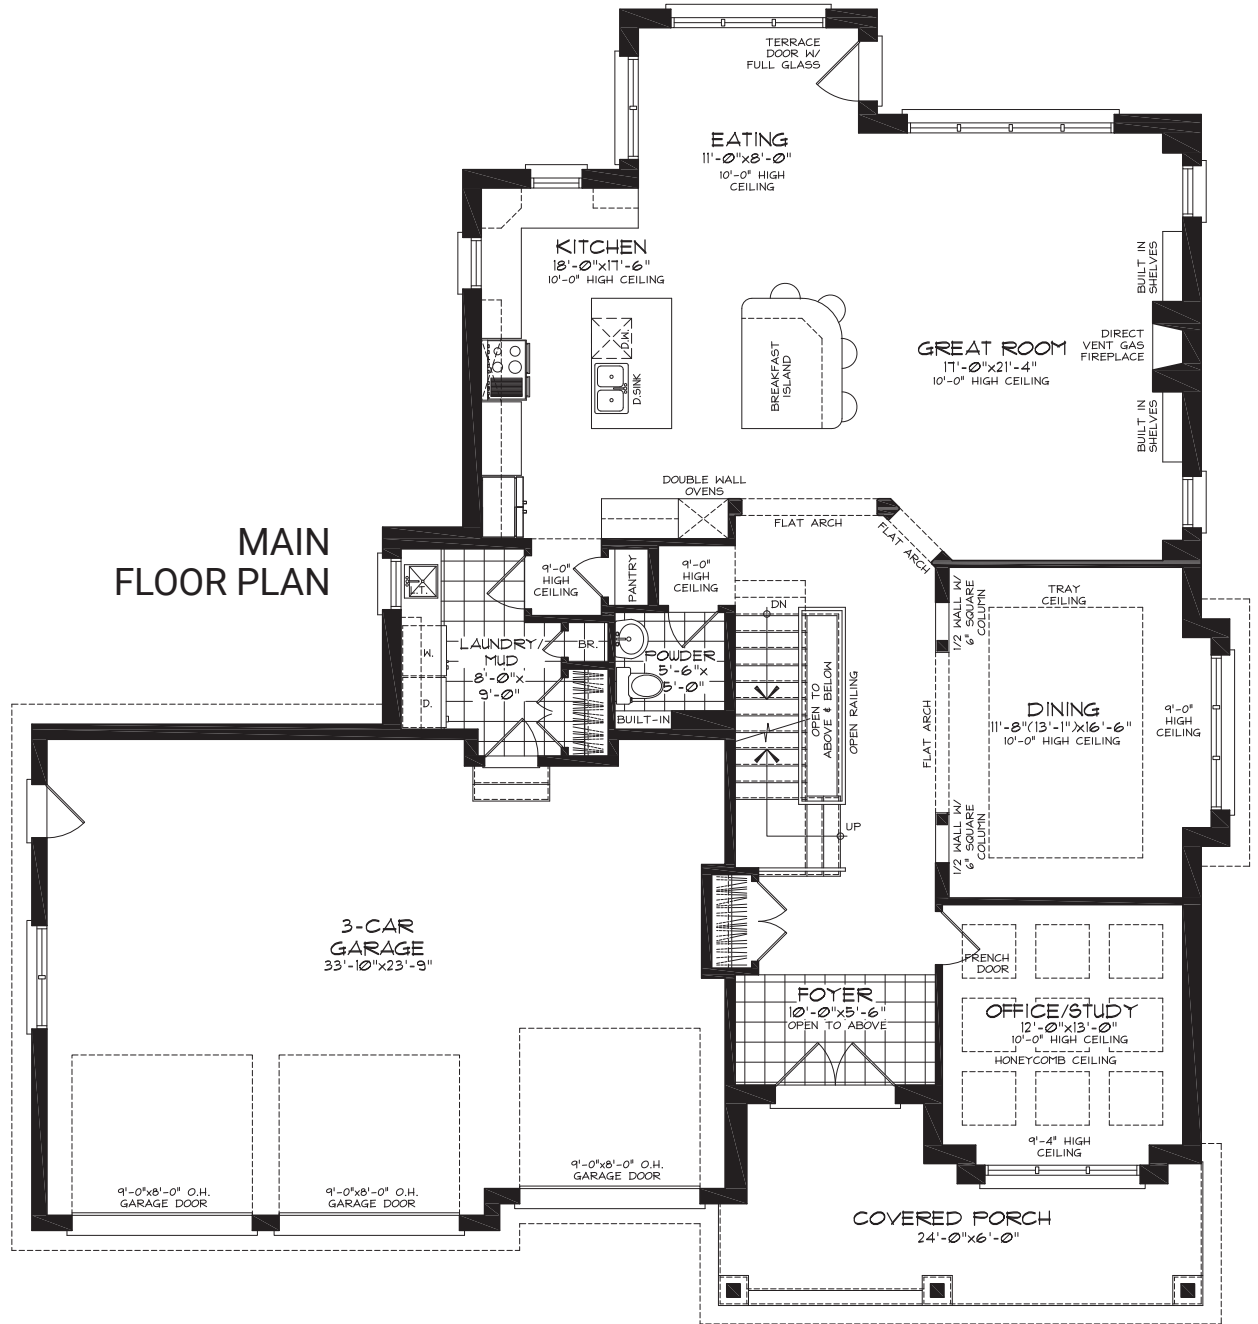 TERRACE
DOOR W/
FULL GLASS
EATING
11'-0"x8'-0"
10'-0" HIGH
CEILING
KITCHEN
18'-0"x17'-6"
10'-0" HIGH CEILING
BUILT IN
SHELVES
DIRECT
VENT GAS
FIREPLACE
GREAT ROOM
17'-0"x21'-4"
10'-0" HIGH CEILING
D.W.
D.SINK
BREAKFAST
ISLAND
BUILT IN
SHELVES
DOUBLE WALL
OVENS
FLAT ARCH
FLAT ARCH
MAIN
FLOOR PLAN
9'-0"
HIGH
CEILING
PANTRY
9'-0"
HIGH
CEILING
L.T.
DN
1/2 WALL W/
6" SQUARE
COLUMN
TRAY
CEILING
LAUNDRY/
MUD
8'-0"x
9'-0"
W.
D.
BR.
POWDER
5'-6"x
5'-0"
BUILT-IN
OPEN TO
ABOVE & BELOW
OPEN RAILING
FLAT ARCH
DINING
11'-8"(13'-1")x16'-6"
10'-0" HIGH CEILING
9'-0"
HIGH
CEILING
UP
1/2 WALL W/
6" SQUARE
COLUMN
3-CAR
GARAGE
33'-10"x23'-9"
FRENCH
DOOR
FOYER
10'-0"x5'-6"
OPEN TO ABOVE
OFFICE/STUDY
12'-0"x13'-0"
10'-0" HIGH CEILING
HONEYCOMB CEILING
9'-4" HIGH
CEILING
9'-0"x8'-0" O.H.
GARAGE DOOR
9'-0"x8'-0" O.H.
GARAGE DOOR
9'-0"x8'-0" O.H.
GARAGE DOOR
COVERED PORCH
24'-0"x6'-0"